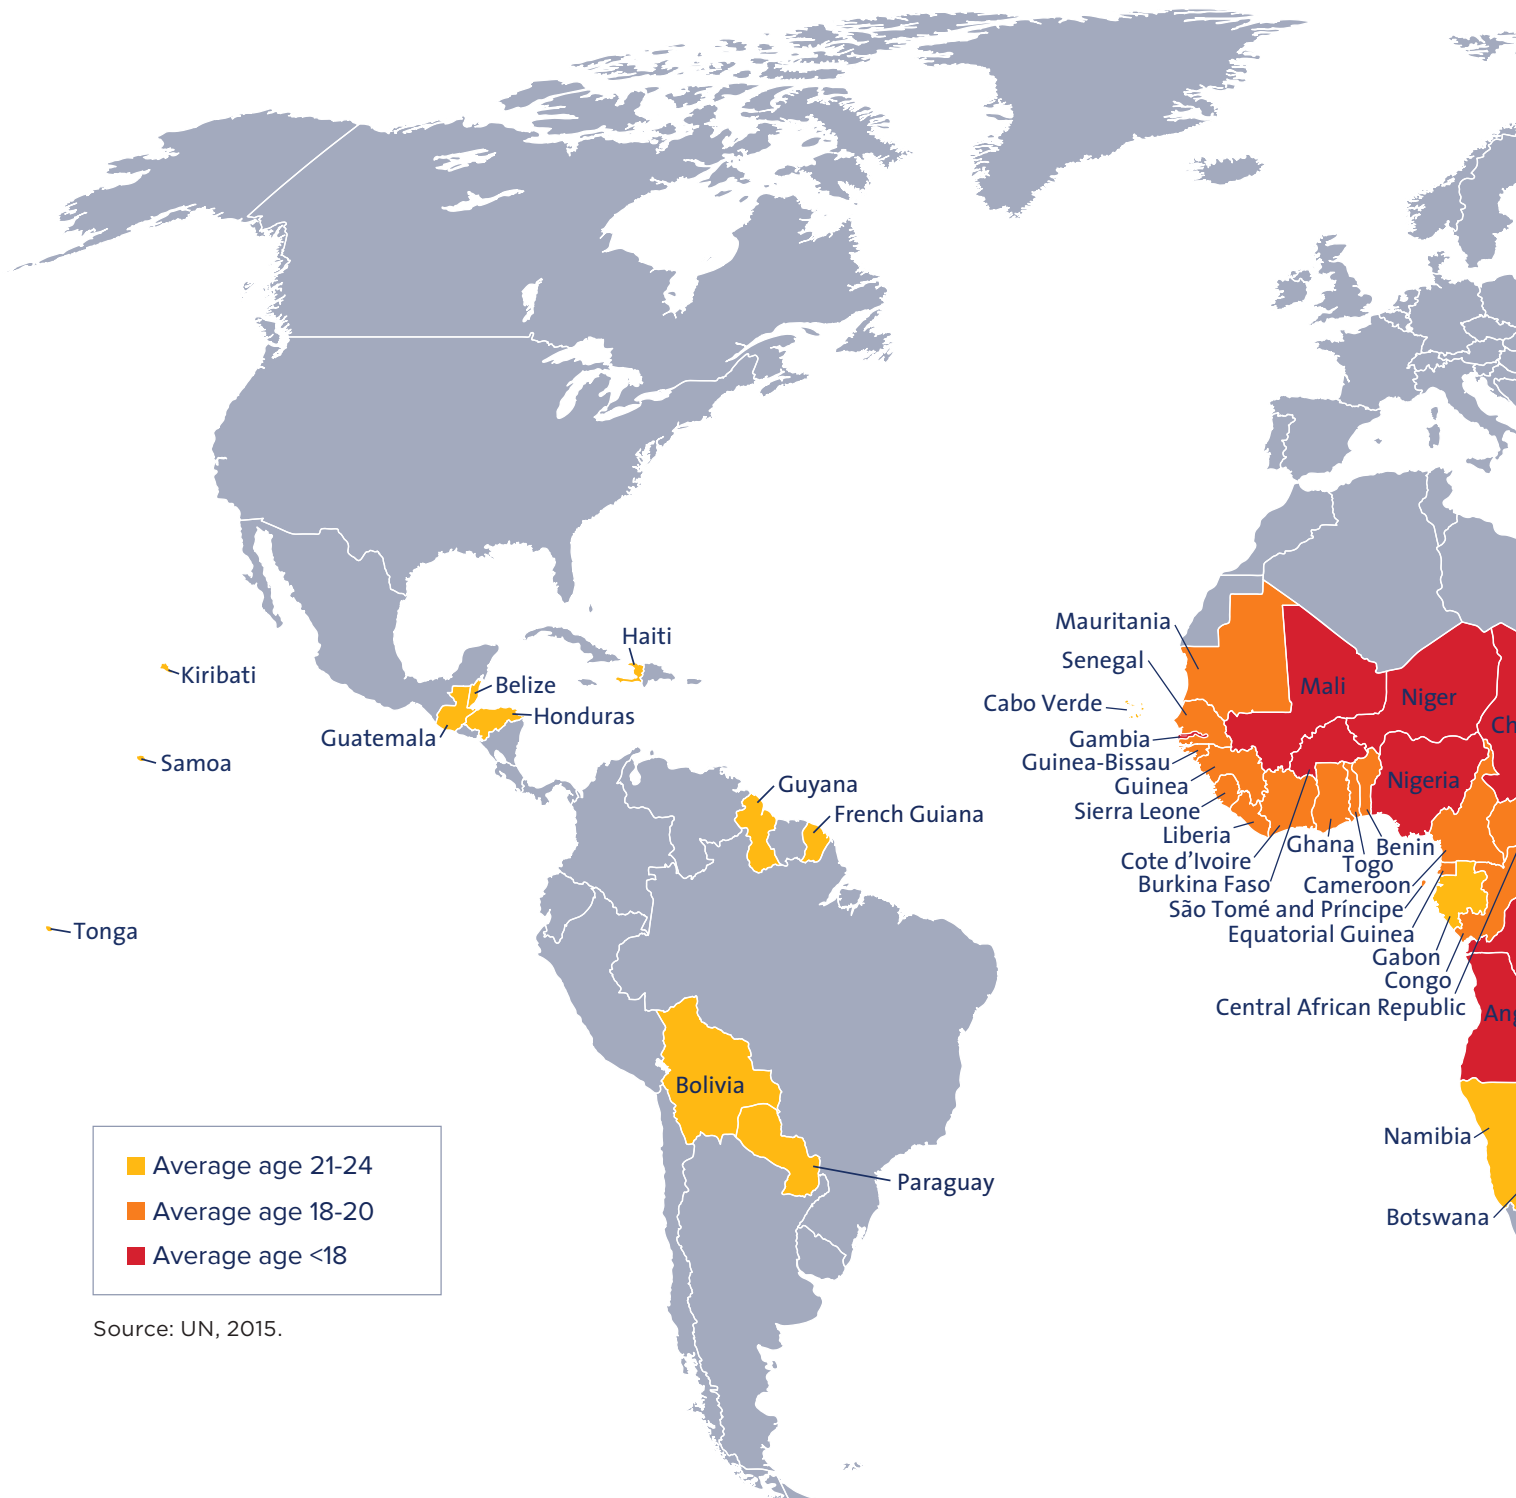 Mauritania
Haiti
Senegal
Kiribati
Belize
Mali
Niger
Cabo Verde
Honduras
Ch
Guatemala
Gambia
Samoa
Guinea-Bissau
Nigeria
Guyana
Guinea
French Guiana
Sierra Leone
Liberia
Ghana
Benin
Cote d'Ivoire
Togo
Burkina Faso
Cameroon
São Tomé and Príncipe
Tonga
Equatorial Guinea
Gabon
Congo
Central African Republic
Ang
Bolivia
Namibia
Average age 21-24
Paraguay
Average age 18-20
Botswana
Average age <18
Source: UN, 2015.